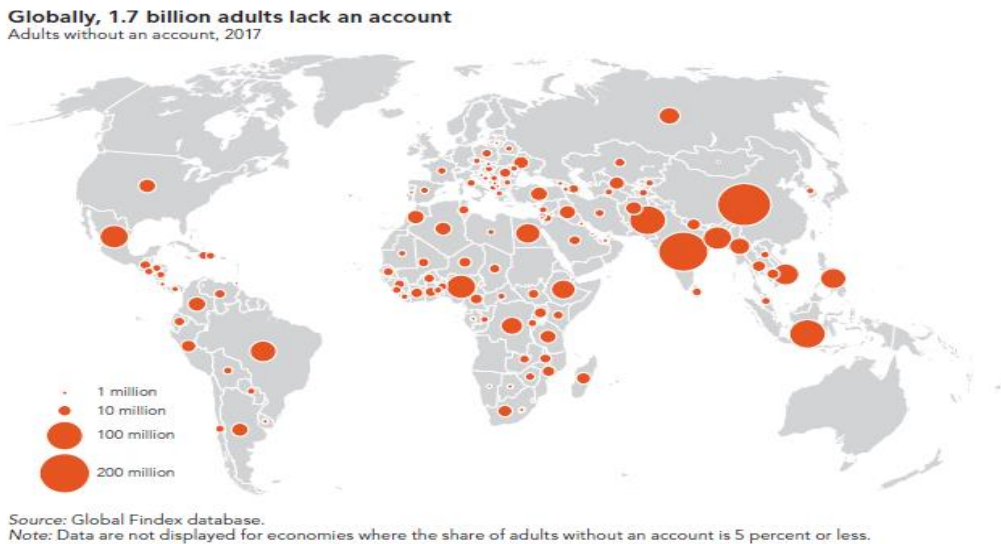 Globally, 1.7 billion adults lack an account
Adults without an account, 2017
1 million
10 million
100 million
200 million
Source: Global Findex database.
Note: Data are not displayed for economies where the share of adults without an account is 5 percent or less.